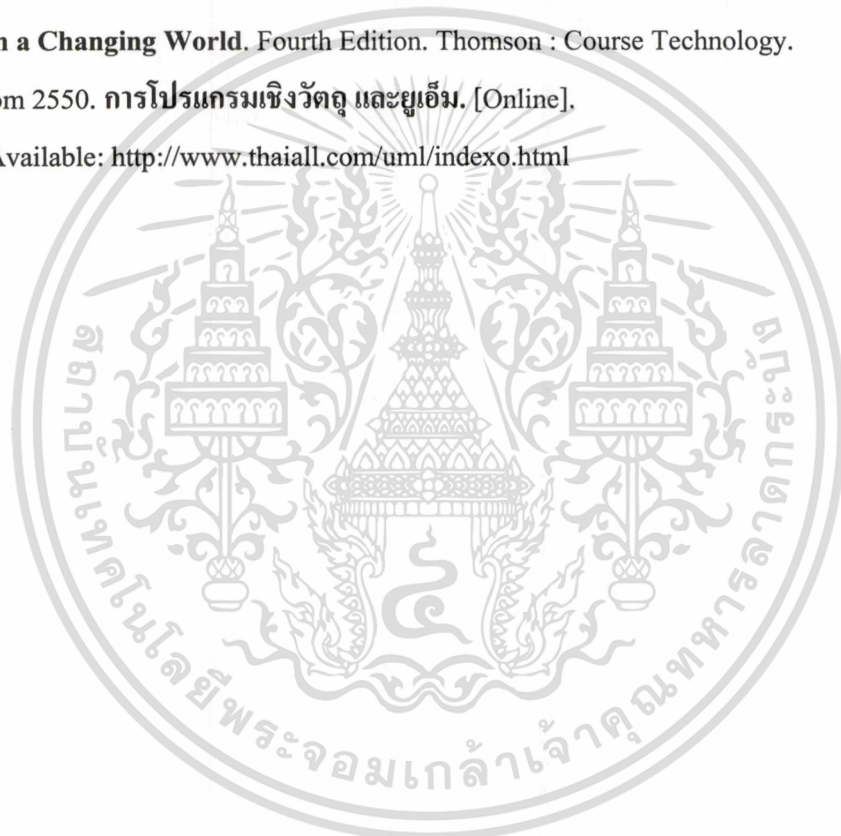 n a Changing World. Fourth Edition. Thomson : Course Technology.
om 2550. การโปรแกรมเชิงวัตถุ และยูเอ็ม. [Online].
Available: http://www.thaiall.com/uml/indexo.html
สถาบันเทคโนโลยีพระจอมเกล้าเจ้าคุณทหารลาดกระบัง